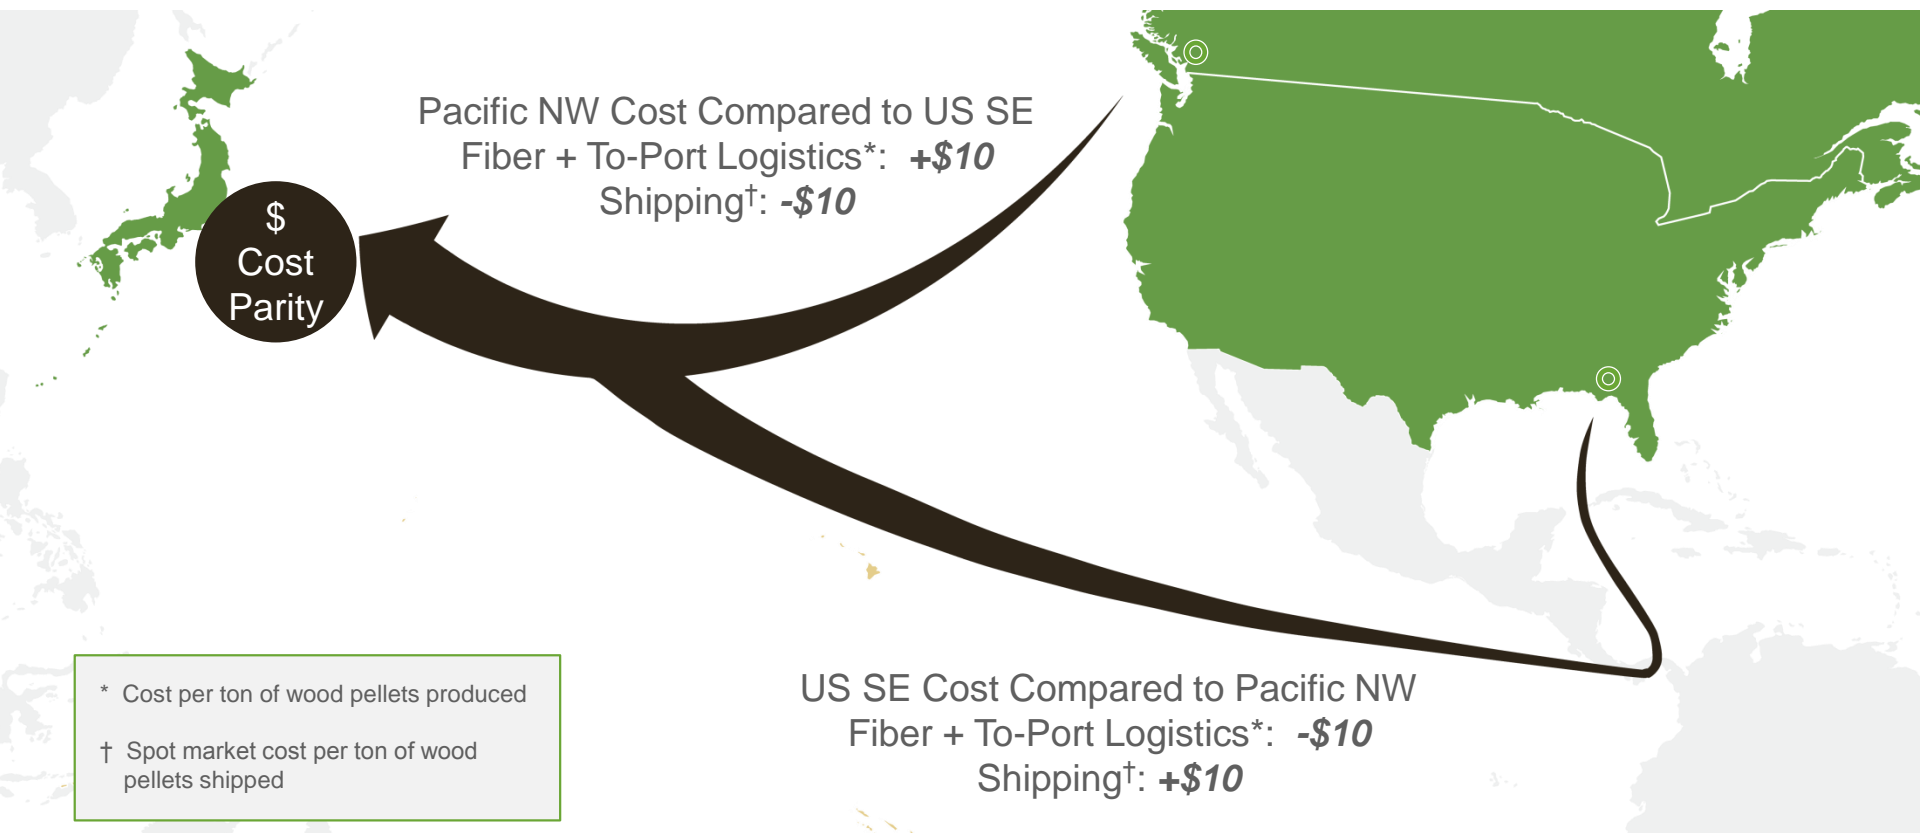 Pacific NW Cost Compared to US SE
Fiber + To-Port Logistics*: +$10
Shipping†: -$10
$
Cost
Parity
US SE Cost Compared to Pacific NW
Fiber + To-Port Logistics*: -$10
Shipping†: +$10
* Cost per ton of wood pellets produced
† Spot market cost per ton of wood
pellets shipped